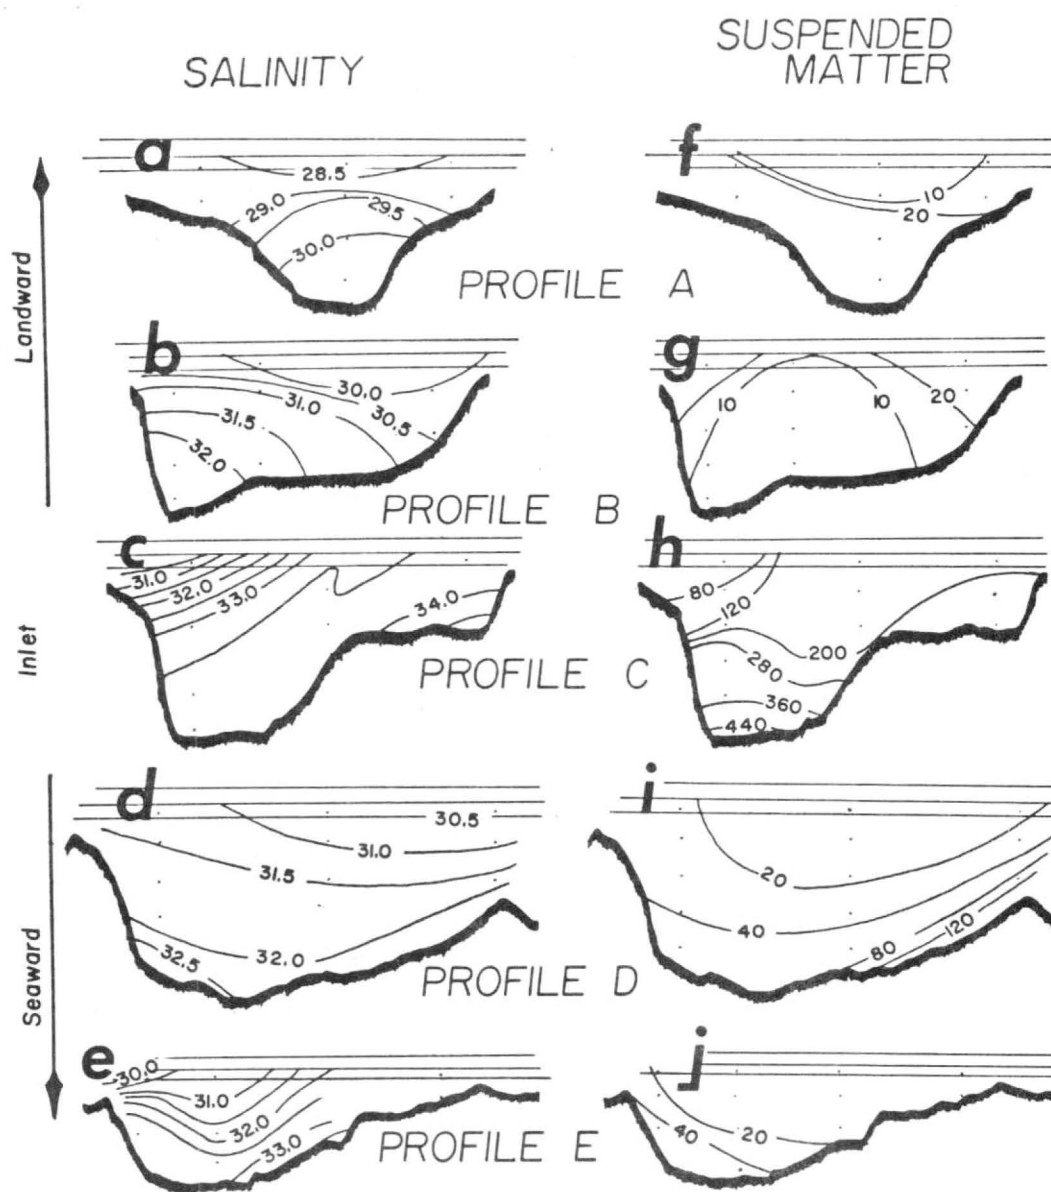 SALINITY
SUSPENDED
MATTER
a
28.5
29.0
29.5
30.0
f
10
20
PROFILE A
Landward
b
30.0
31.0
30.5
31.5
32.0
g
10
10
20
PROFILE B
c
31.0
32.0
33.0
34.0
h
80
120
200
280
360
440
Inlet
PROFILE C
d
30.5
31.0
31.5
32.0
32.5
i
20
40
80
120
PROFILE D
Seaward
e
30.0
31.0
32.0
33.0
j
20
40
PROFILE E